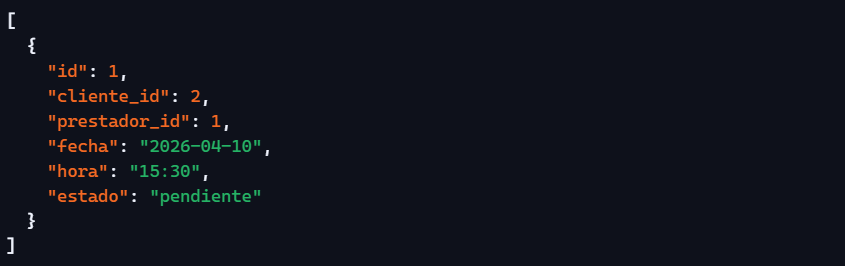 [
  {
    "id": 1,
    "cliente_id": 2,
    "prestador_id": 1,
    "fecha": "2026-04-10",
    "hora": "15:30",
    "estado": "pendiente"
  }
]